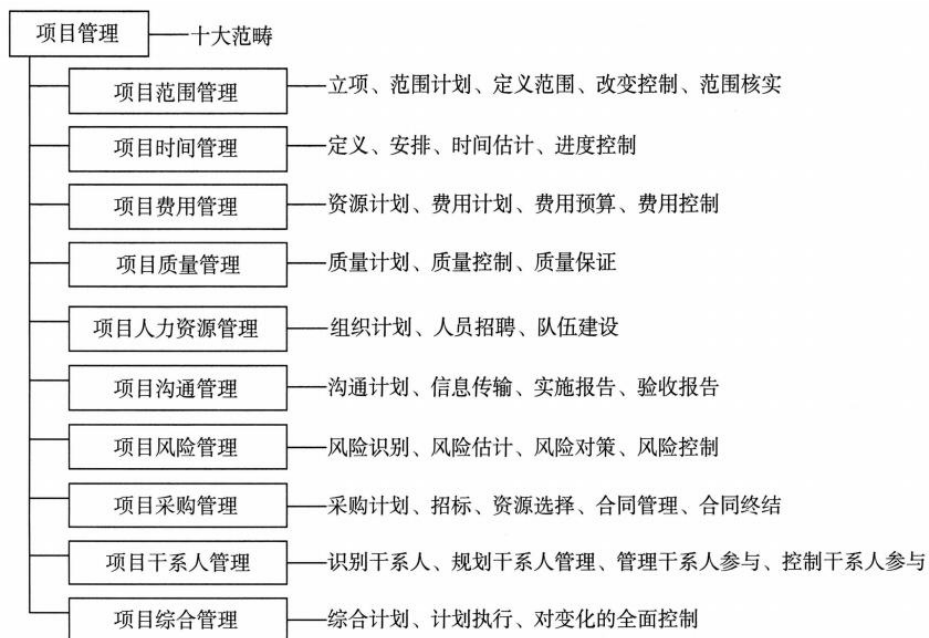 项目管理 十大范畴
项目范围管理 立项、范围计划、定义范围、改变控制、范围核实
项目时间管理 定义、安排、时间估计、进度控制
项目费用管理 资源计划、费用计划、费用预算、费用控制
项目质量管理 质量计划、质量控制、质量保证
项目人力资源管理 组织计划、人员招聘、队伍建设
项目沟通管理 沟通计划、信息传输、实施报告、验收报告
项目风险管理 风险识别、风险估计、风险对策、风险控制
项目采购管理 采购计划、招标、资源选择、合同管理、合同终结
项目干系人管理 识别干系人、规划干系人管理、管理干系人参与、控制干系人参与
项目综合管理 综合计划、计划执行、对变化的全面控制